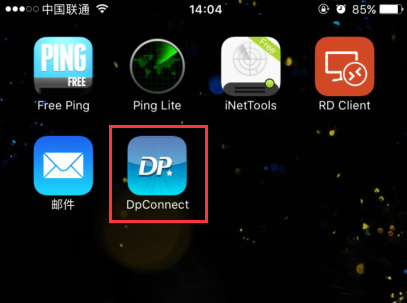 中国联通 14:04 85%
PING
FREE
Free
Free Ping Ping Lite iNetTools RD Client
DP
邮件 DpConnect